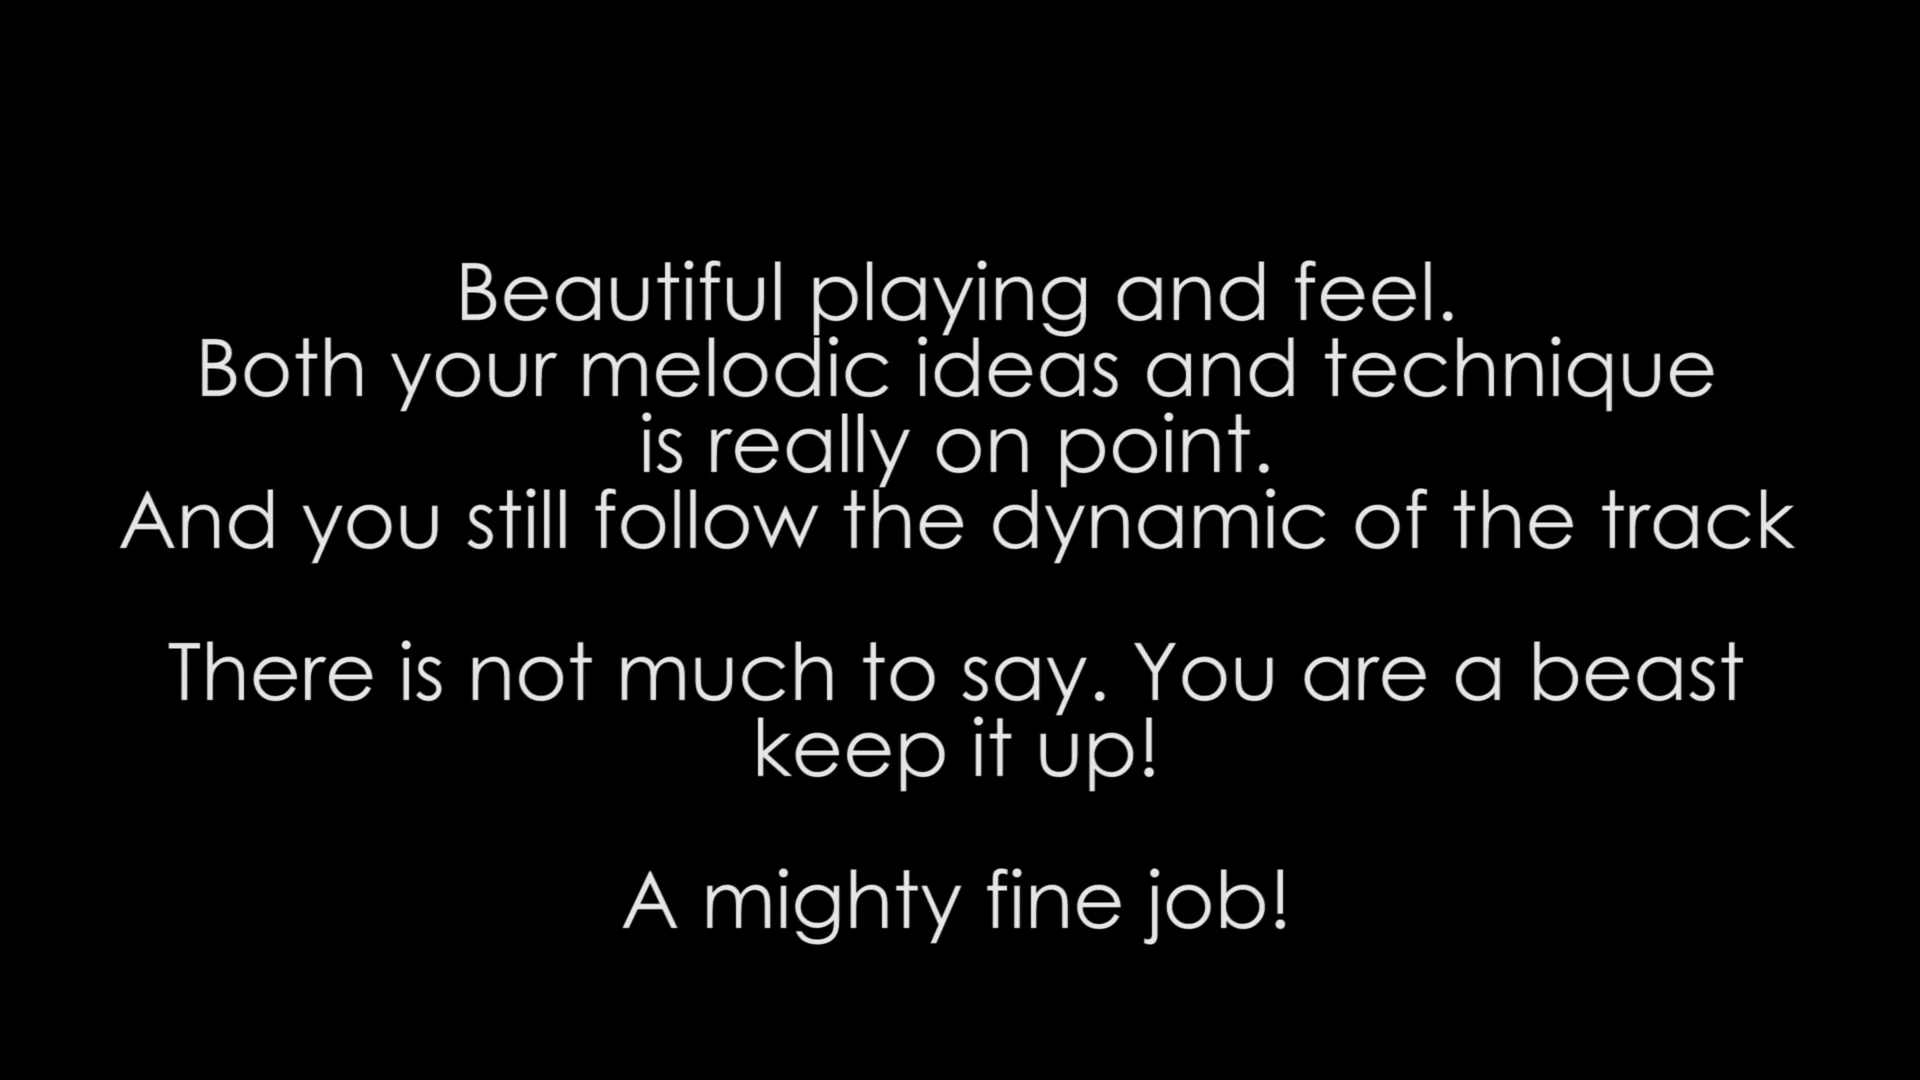 Beautiful playing and feel.
Both your melodic ideas and technique
is really on point.
And you still follow the dynamic of the track
There is not much to say. You are a beast
keep it up!
A mighty fine job!